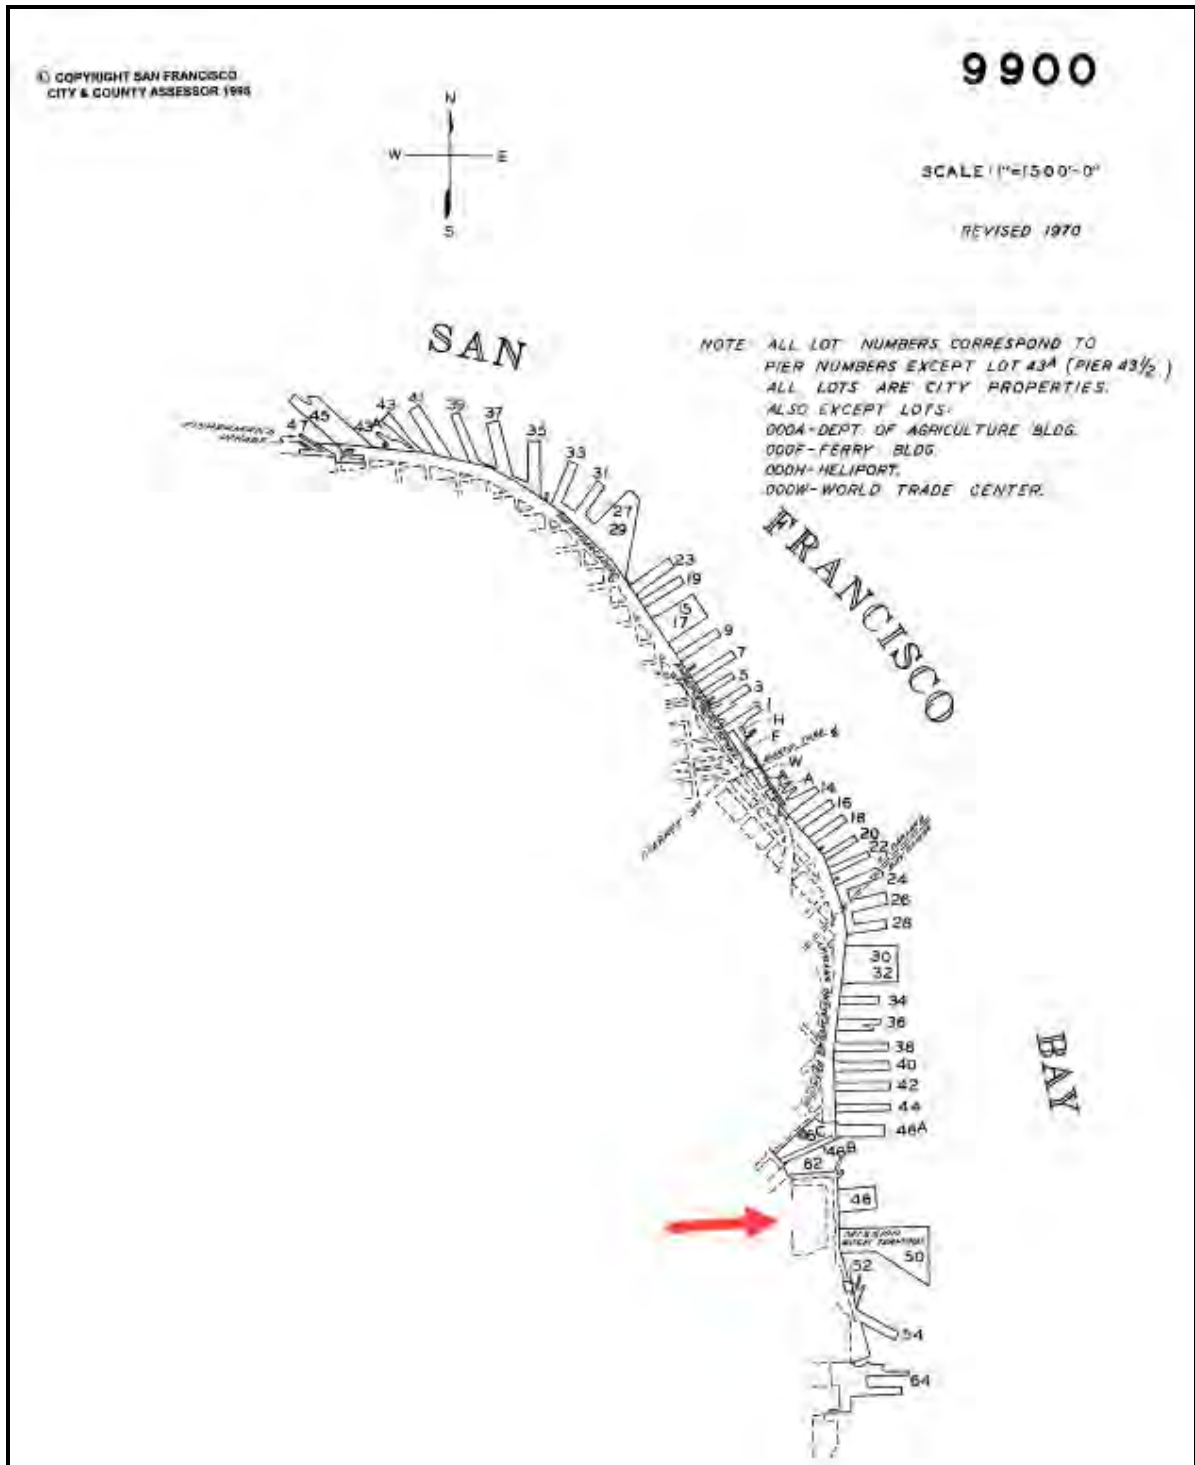 © COPYRIGHT SAN FRANCISCO
CITY & COUNTY ASSESSOR 1995
9900
N
W E
S
SCALE 1"=1500'-0"
REVISED 1970
SAN
NOTE ALL LOT NUMBERS CORRESPOND TO
PIER NUMBERS EXCEPT LOT 43A (PIER 43½)
ALL LOTS ARE CITY PROPERTIES.
ALSO EXCEPT LOTS:
000A-DEPT. OF AGRICULTURE BLDG.
000F-FERRY BLDG.
000H-HELIPORT.
000W-WORLD TRADE CENTER.
FISHERMAN'S
WHARF
47
45
43A
43
41
39
37
35
33
31
27
29
FRANCISCO
23
19
15
17
9
7
5
3
1
H
F
W
A
14
16
18
20
22
24
26
28
30
32
34
36
38
40
42
44
46A
BAY
46B
62
48
MISSION
ROCK TERMINAL
50
52
54
64